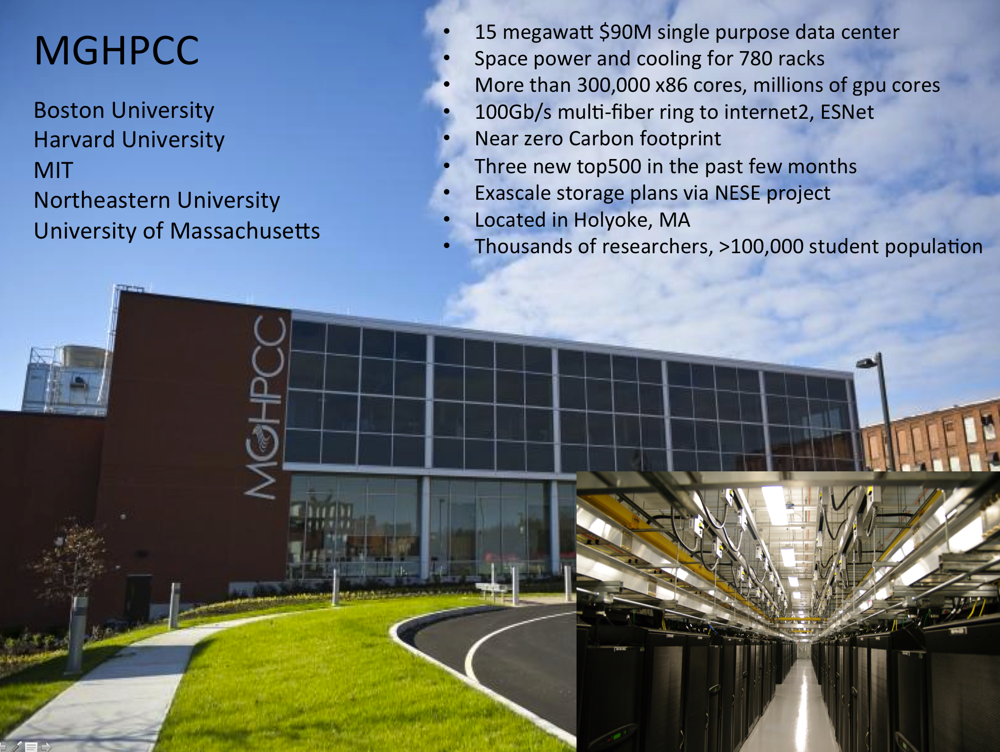 MGHPCC
Boston University
Harvard University
MIT
Northeastern University
University of Massachusetts
• 15 megawatt $90M single purpose data center
• Space power and cooling for 780 racks
• More than 300,000 x86 cores, millions of gpu cores
• 100Gb/s multi-fiber ring to internet2, ESNet
• Near zero Carbon footprint
• Three new top500 in the past few months
• Exascale storage plans via NESE project
• Located in Holyoke, MA
• Thousands of researchers, >100,000 student population
MGHPCC